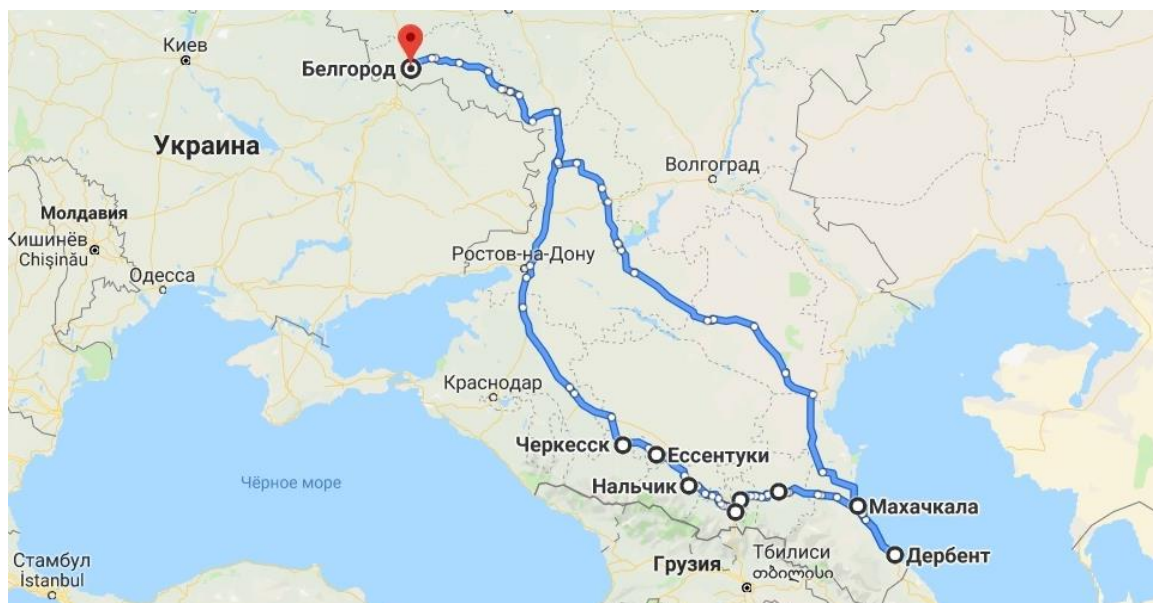 Киев
Белгород
Украина
Волгоград
Молдавия
Кишинёв
Chișinău
Ростов-на-Дону
Одесса
Краснодар
Черкесск
Ессентуки
Чёрное море
Нальчик
Махачкала
Стамбул
İstanbul
Грузия
Тбилиси
თბილისი
Дербент